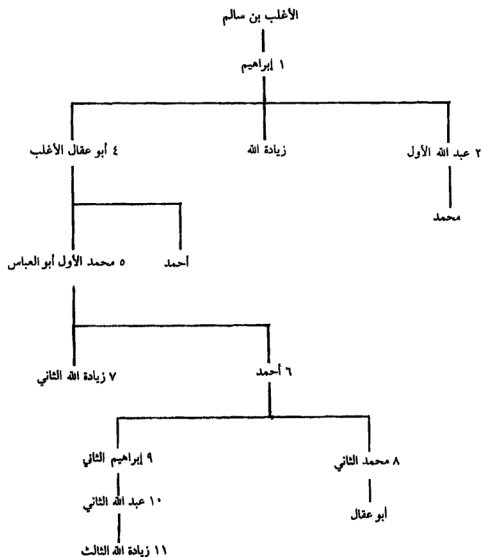 الأغلب بن سالم
١ إبراهيم
٢ عبد الله الأول
زيادة الله
٤ أبو عقال الأغلب
محمد
أحمد
٥ محمد الأول أبو العباس
٦ أحمد
٧ زيادة الله الثاني
٨ محمد الثاني
٩ إبراهيم الثاني
أبو عقال
١٠ عبد الله الثاني
١١ زيادة الله الثالث